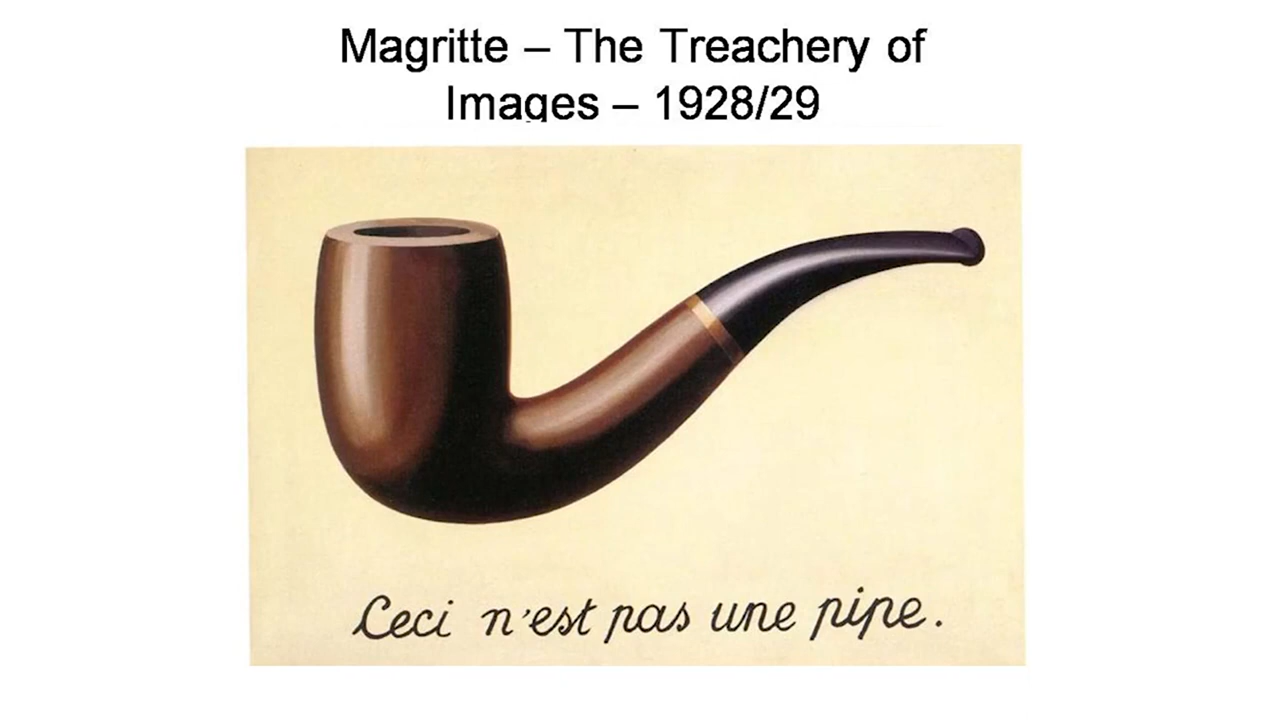 Magritte – The Treachery of
Images – 1928/29
Ceci n'est pas une pipe.